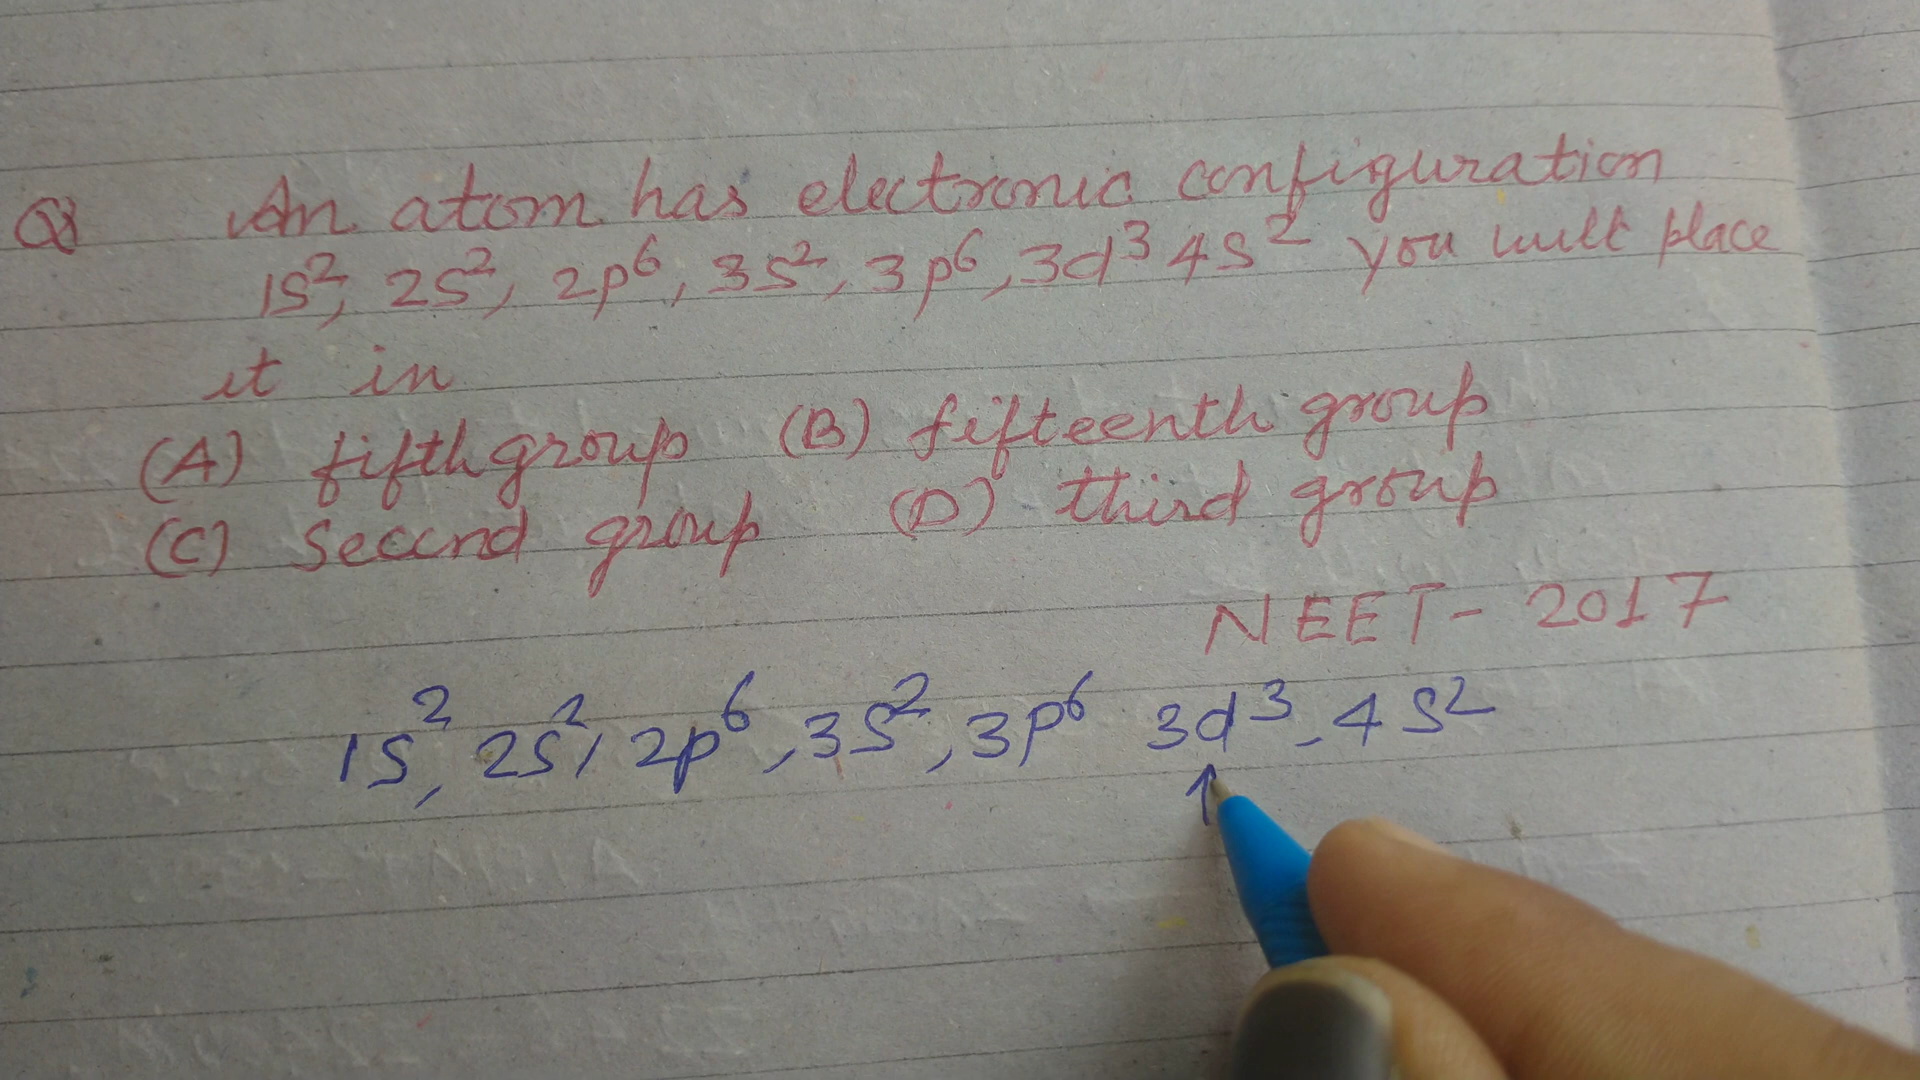 Q An atom has electronic configuration
1s², 2s², 2p⁶, 3s², 3p⁶, 3d³ 4s² you will place
it in
(A) fifth group (B) fifteenth group
(C) Second group (D) third group
NEET - 2017
1s², 2s², 2p⁶, 3s², 3p⁶ 3d³, 4s²